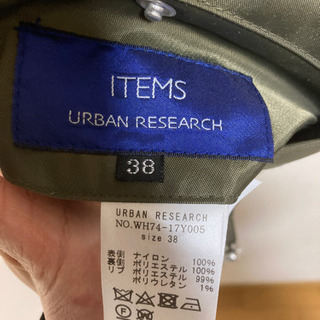 ITEMS
URBAN RESEARCH
38
URBAN RESEARCH
NO.WH74-17Y005
size 38
表側 ナイロン 100%
裏側 ポリエステル 100%
リブ ポリエステル 99%
ポリウレタン 1%